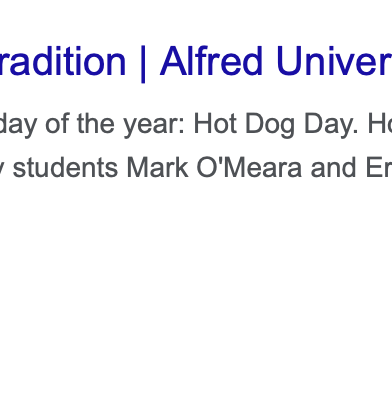 radition | Alfred Univer
day of the year: Hot Dog Day. Ho
y students Mark O'Meara and Er